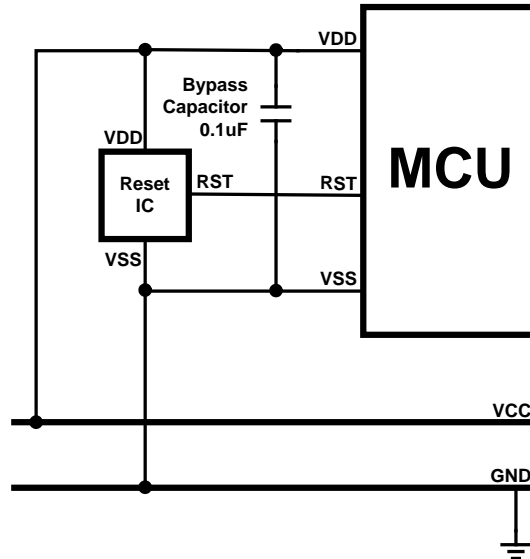 VDD
Bypass
Capacitor
0.1uF
VDD
Reset
IC
RST
RST
MCU
VSS
VSS
VCC
GND